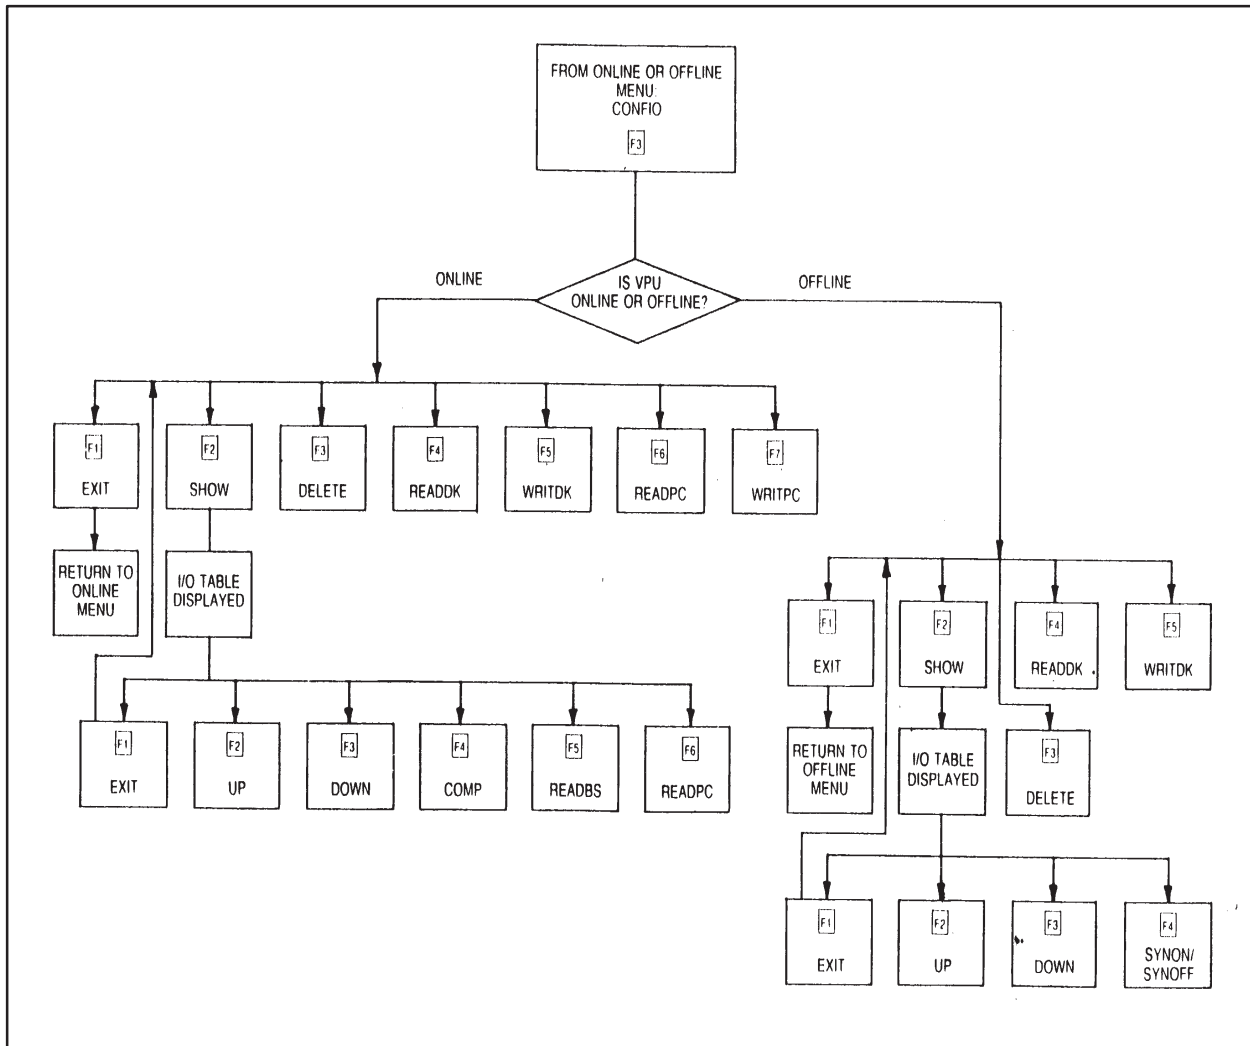 FROM ONLINE OR OFFLINE
MENU:
CONFIO
F3
ONLINE
IS VPU
ONLINE OR OFFLINE?
OFFLINE
F1
EXIT
F2
SHOW
F3
DELETE
F4
READDK
F5
WRITDK
F6
READPC
F7
WRITPC
RETURN TO
ONLINE
MENU
I/O TABLE
DISPLAYED
F1
EXIT
F2
UP
F3
DOWN
F4
COMP
F5
READBS
F6
READPC
F1
EXIT
F2
SHOW
F4
READDK
F5
WRITDK
RETURN TO
OFFLINE
MENU
I/O TABLE
DISPLAYED
F3
DELETE
F1
EXIT
F2
UP
F3
DOWN
F4
SYNON/
SYNOFF